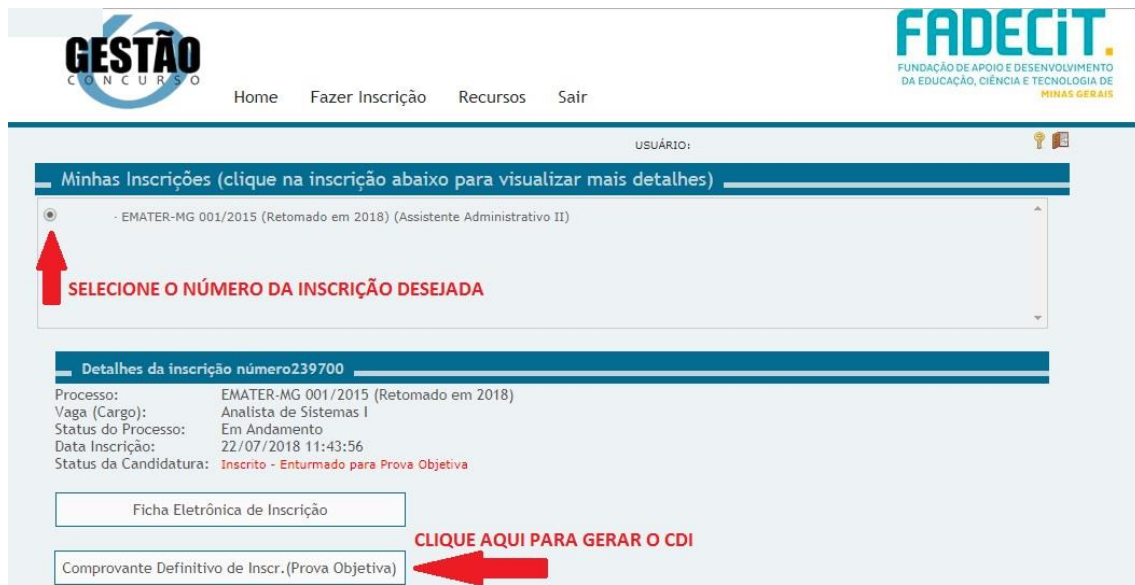 GESTÃO
CONCURSO
FADECiT.
FUNDAÇÃO DE APOIO E DESENVOLVIMENTO
DA EDUCAÇÃO, CIÊNCIA E TECNOLOGIA DE
MINAS GERAIS
Home Fazer Inscrição Recursos Sair
USUÁRIO:
Minhas Inscrições (clique na inscrição abaixo para visualizar mais detalhes)
- EMATER-MG 001/2015 (Retomado em 2018) (Assistente Administrativo II)
SELECIONE O NÚMERO DA INSCRIÇÃO DESEJADA
Detalhes da inscrição número239700
Processo: EMATER-MG 001/2015 (Retomado em 2018)
Vaga (Cargo): Analista de Sistemas I
Status do Processo: Em Andamento
Data Inscrição: 22/07/2018 11:43:56
Status da Candidatura: Inscrito - Enturmado para Prova Objetiva
Ficha Eletrônica de Inscrição
CLIQUE AQUI PARA GERAR O CDI
Comprovante Definitivo de Inscr.(Prova Objetiva)